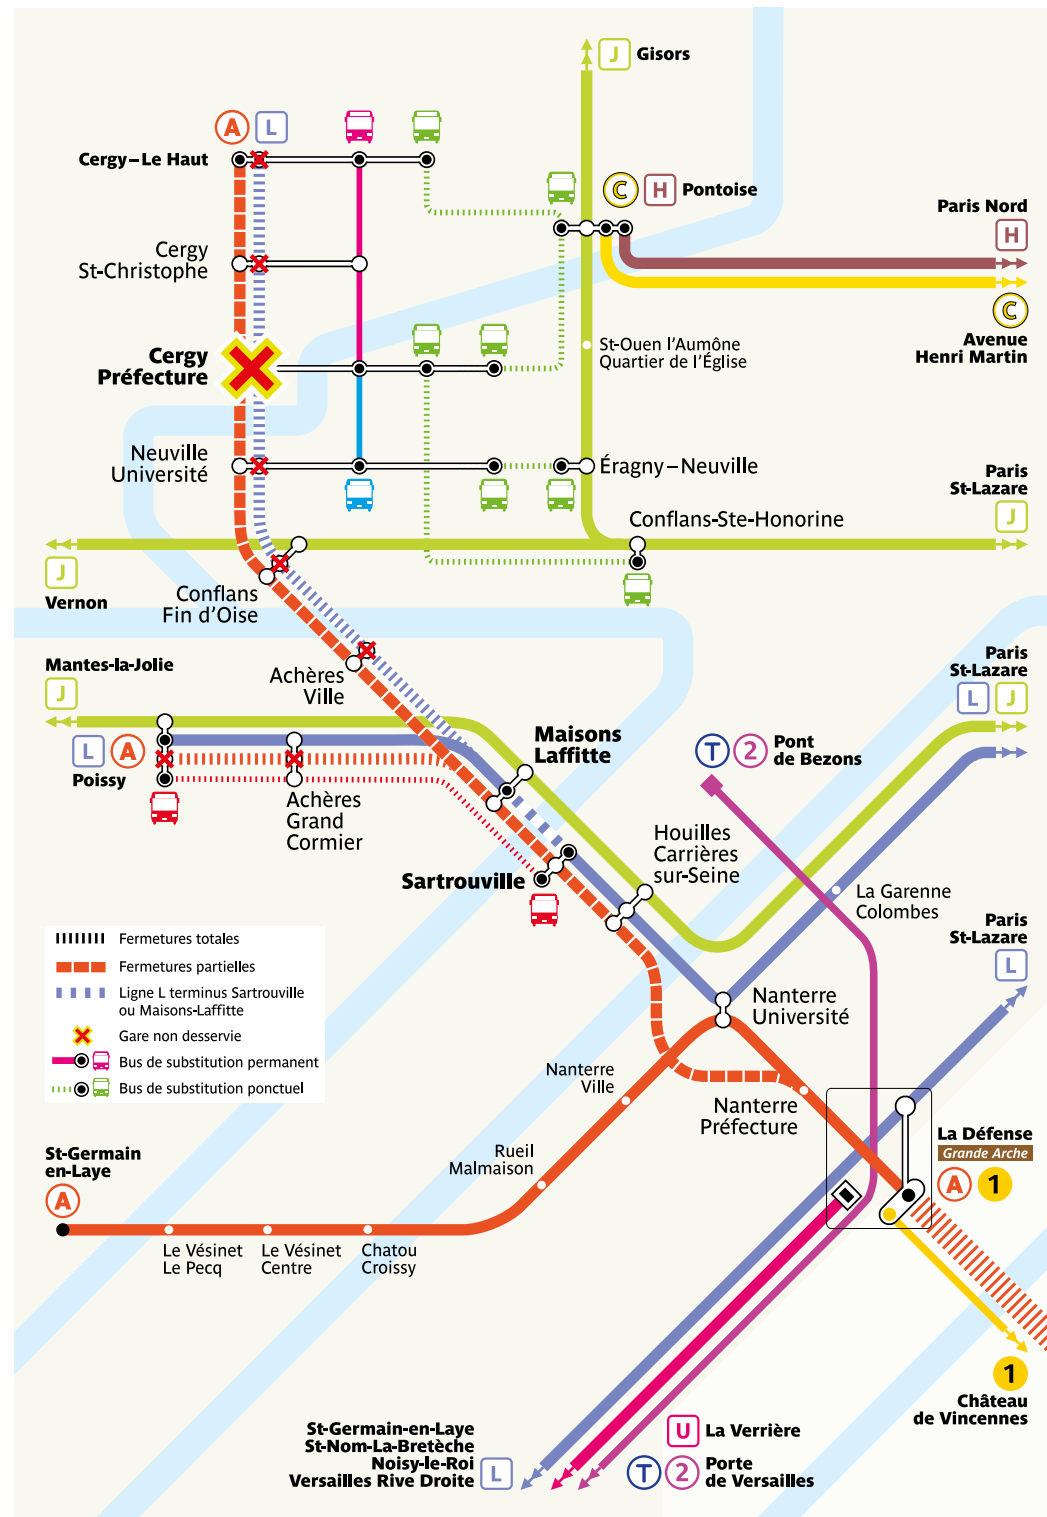 J Gisors
A L
Cergy – Le Haut
C H Pontoise
Paris Nord
H
Cergy
St-Christophe
C
Avenue
Henri Martin
Cergy
Préfecture
St-Ouen l'Aumône
Quartier de l'Église
Neuville
Université
Éragny – Neuville
Paris
St-Lazare
J
Conflans-Ste-Honorine
J
Vernon
Conflans
Fin d'Oise
Mantes-la-Jolie
J
Achères
Ville
Paris
St-Lazare
L J
Maisons
Laffitte
T 2 Pont
de Bezons
L A
Poissy
Achères
Grand
Cormier
Houilles
Carrières
sur-Seine
Sartrouville
La Garenne
Colombes
Paris
St-Lazare
L
Fermetures totales
Fermetures partielles
Ligne L terminus Sartrouville
ou Maisons-Laffitte
Gare non desservie
Bus de substitution permanent
Bus de substitution ponctuel
Nanterre
Université
Nanterre
Ville
Nanterre
Préfecture
La Défense
Grande Arche
A 1
Rueil
Malmaison
St-Germain
en-Laye
A
Le Vésinet
Le Pecq
Le Vésinet
Centre
Chatou
Croissy
1
Château
de Vincennes
St-Germain-en-Laye
St-Nom-La-Bretèche
Noisy-le-Roi
Versailles Rive Droite
L
U La Verrière
T 2 Porte
de Versailles